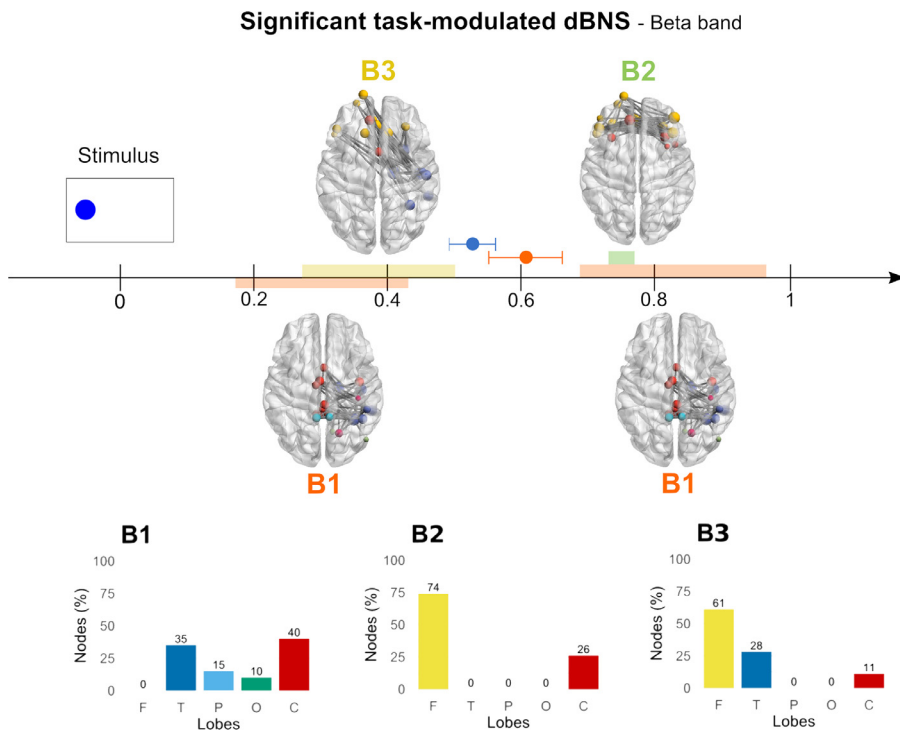 Significant task-modulated dBNS - Beta band
B3
B2
Stimulus
0
0.2
0.4
0.6
0.8
1
B1
B1
B1
100
75
50
25
0
Nodes (%)
0
35
15
10
40
F
T
P
O
C
Lobes
B2
100
75
50
25
0
Nodes (%)
74
0
0
0
26
F
T
P
O
C
Lobes
B3
100
75
50
25
0
Nodes (%)
61
28
0
0
11
F
T
P
O
C
Lobes